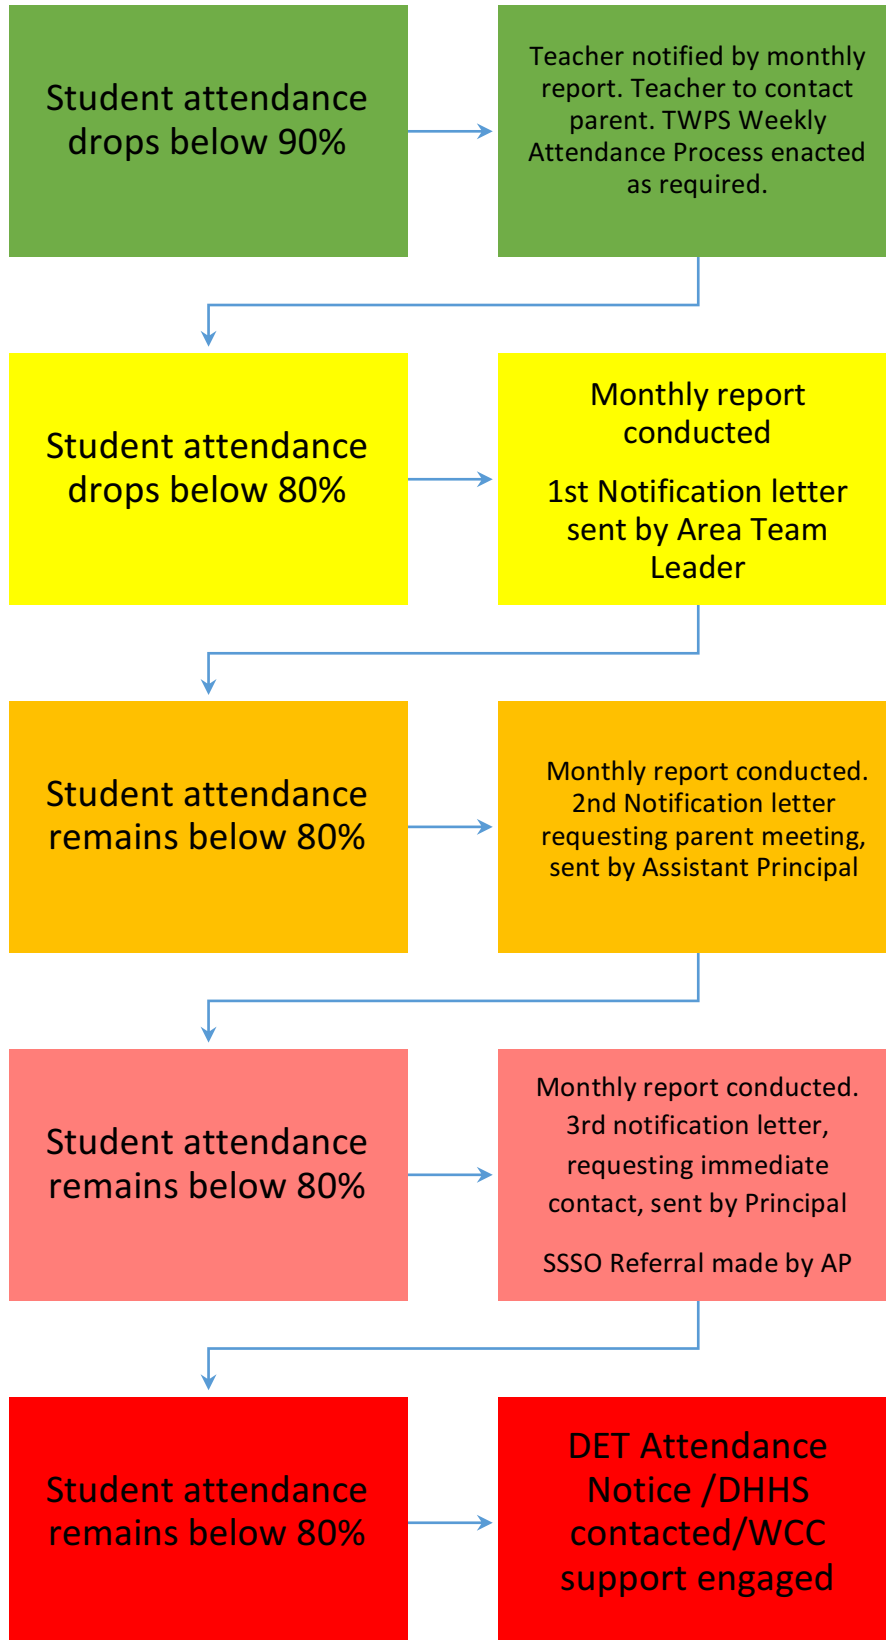 Student attendance
drops below 90%
Teacher notified by monthly
report. Teacher to contact
parent. TWPS Weekly
Attendance Process enacted
as required.
Student attendance
drops below 80%
Monthly report
conducted
1st Notification letter
sent by Area Team
Leader
Student attendance
remains below 80%
Monthly report conducted.
2nd Notification letter
requesting parent meeting,
sent by Assistant Principal
Student attendance
remains below 80%
Monthly report conducted.
3rd notification letter,
requesting immediate
contact, sent by Principal
SSSO Referral made by AP
Student attendance
remains below 80%
DET Attendance
Notice /DHHS
contacted/WCC
support engaged